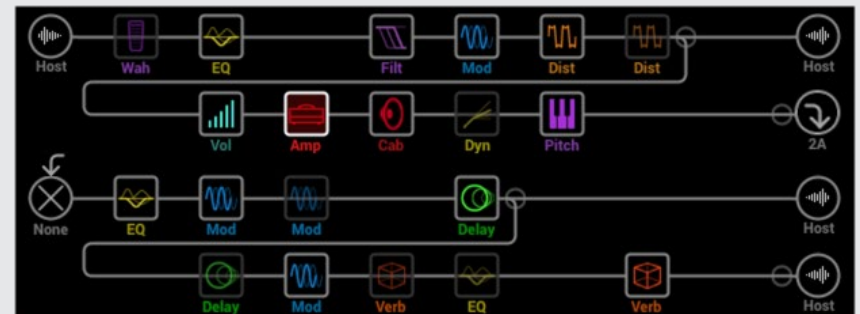 Host Wah EQ Filt Mod Dist Dist Host
Vol Amp Cab Dyn Pitch 2A
None EQ Mod Mod Delay Host
Delay Mod Verb EQ Verb Host